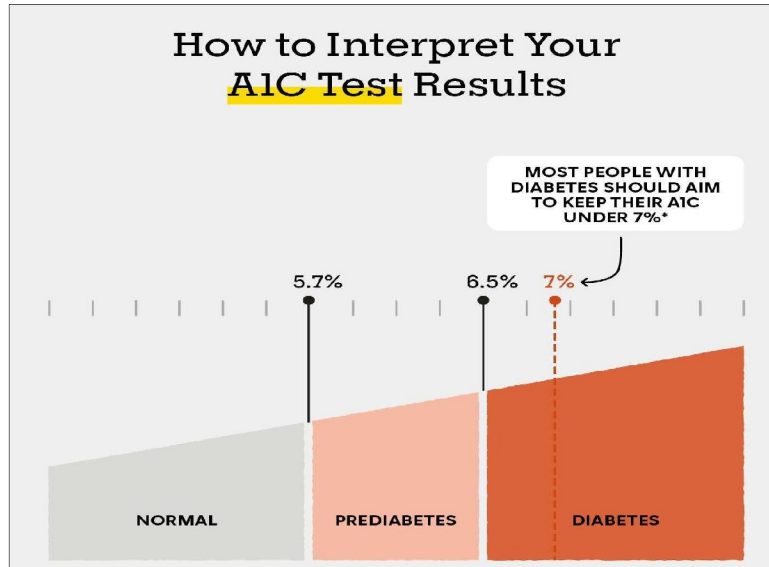 How to Interpret Your
A1C Test Results
MOST PEOPLE WITH
DIABETES SHOULD AIM
TO KEEP THEIR A1C
UNDER 7%*
5.7% 6.5% 7%
NORMAL PREDIABETES DIABETES